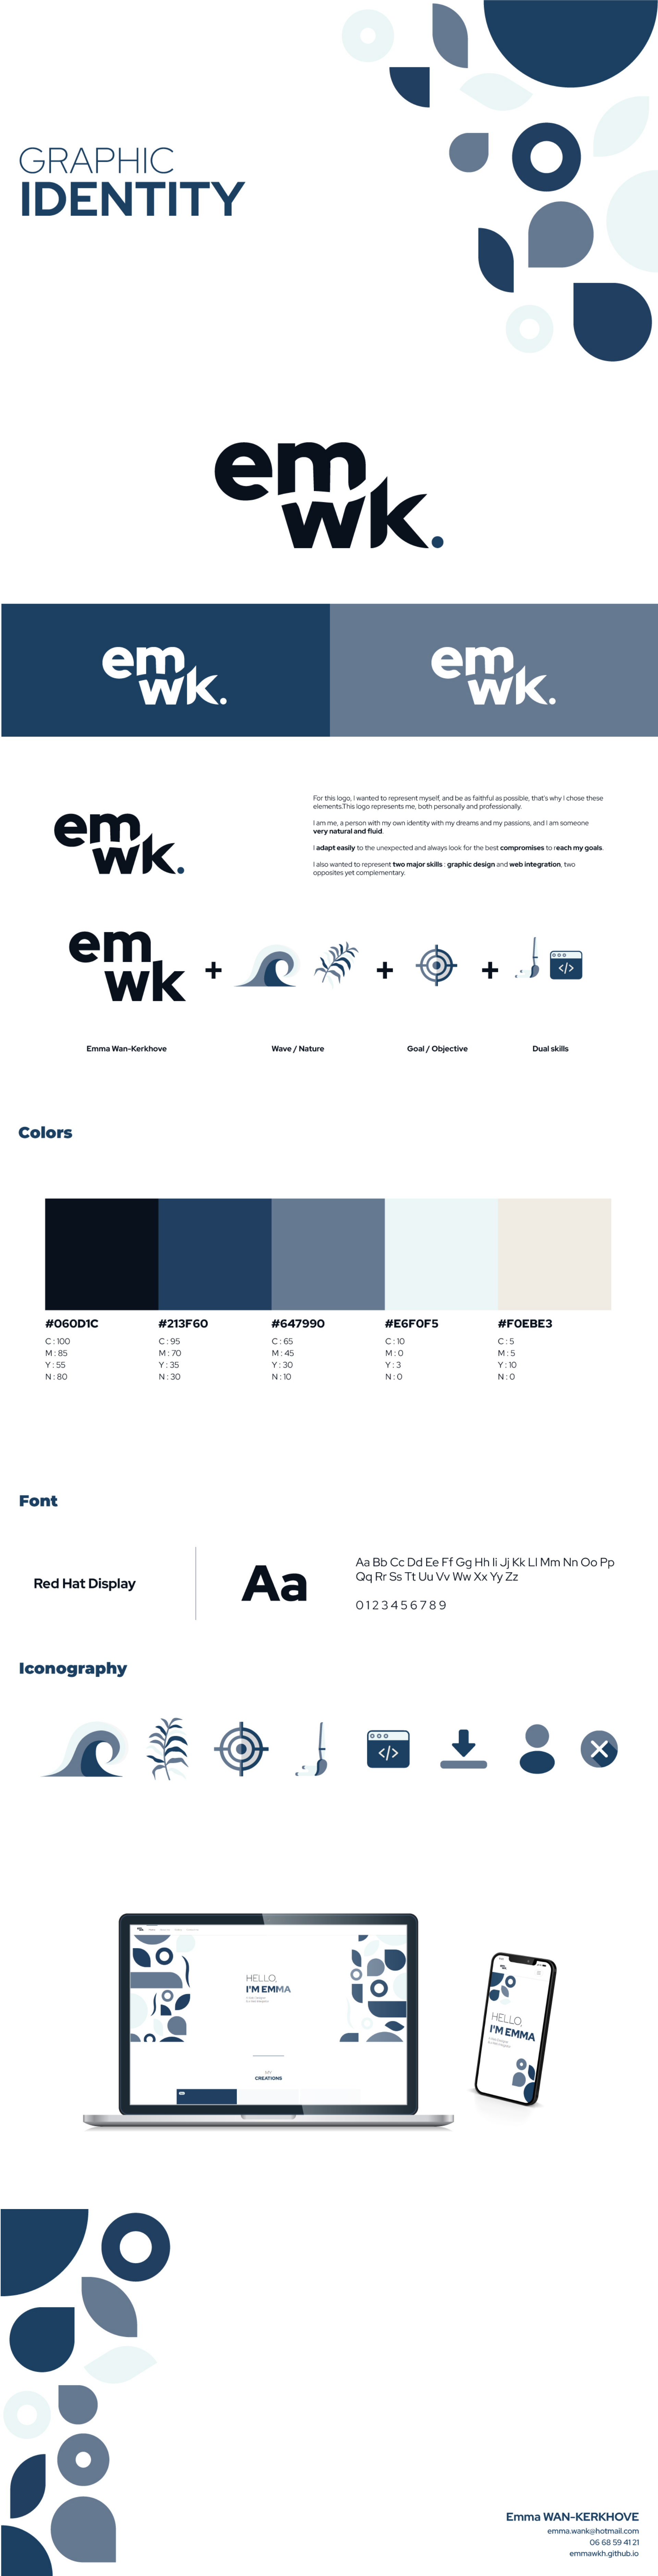 GRAPHIC
IDENTITY
em
wk.
em
wk.
em
wk.
em
wk.
For this logo, I wanted to represent myself, and be as faithful as possible, that's why I chose these
elements.This logo represents me, both personally and professionally.
I am me, a person with my own identity with my dreams and my passions, and I am someone
very natural and fluid.
I adapt easily to the unexpected and always look for the best compromises to reach my goals.
I also wanted to represent two major skills : graphic design and web integration, two
opposites yet complementary.
em
wk
+
+
+
</>
Emma Wan-Kerkhove
Wave / Nature
Goal / Objective
Dual skills
Colors
#060D1C
C : 100
M : 85
Y : 55
N : 80
#213F60
C : 95
M : 70
Y : 35
N : 30
#647990
C : 65
M : 45
Y : 30
N : 10
#E6F0F5
C : 10
M : 0
Y : 3
N : 0
#F0EBE3
C : 5
M : 5
Y : 10
N : 0
Font
Red Hat Display
Aa
Aa Bb Cc Dd Ee Ff Gg Hh Ii Jj Kk Ll Mm Nn Oo Pp
Qq Rr Ss Tt Uu Vv Ww Xx Yy Zz
0 1 2 3 4 5 6 7 8 9
Iconography
</>
HELLO,
I'M EMMA
MY
CREATIONS
HELLO,
I'M EMMA
Emma WAN-KERKHOVE
emma.wank@hotmail.com
06 68 59 41 21
emmawkh.github.io